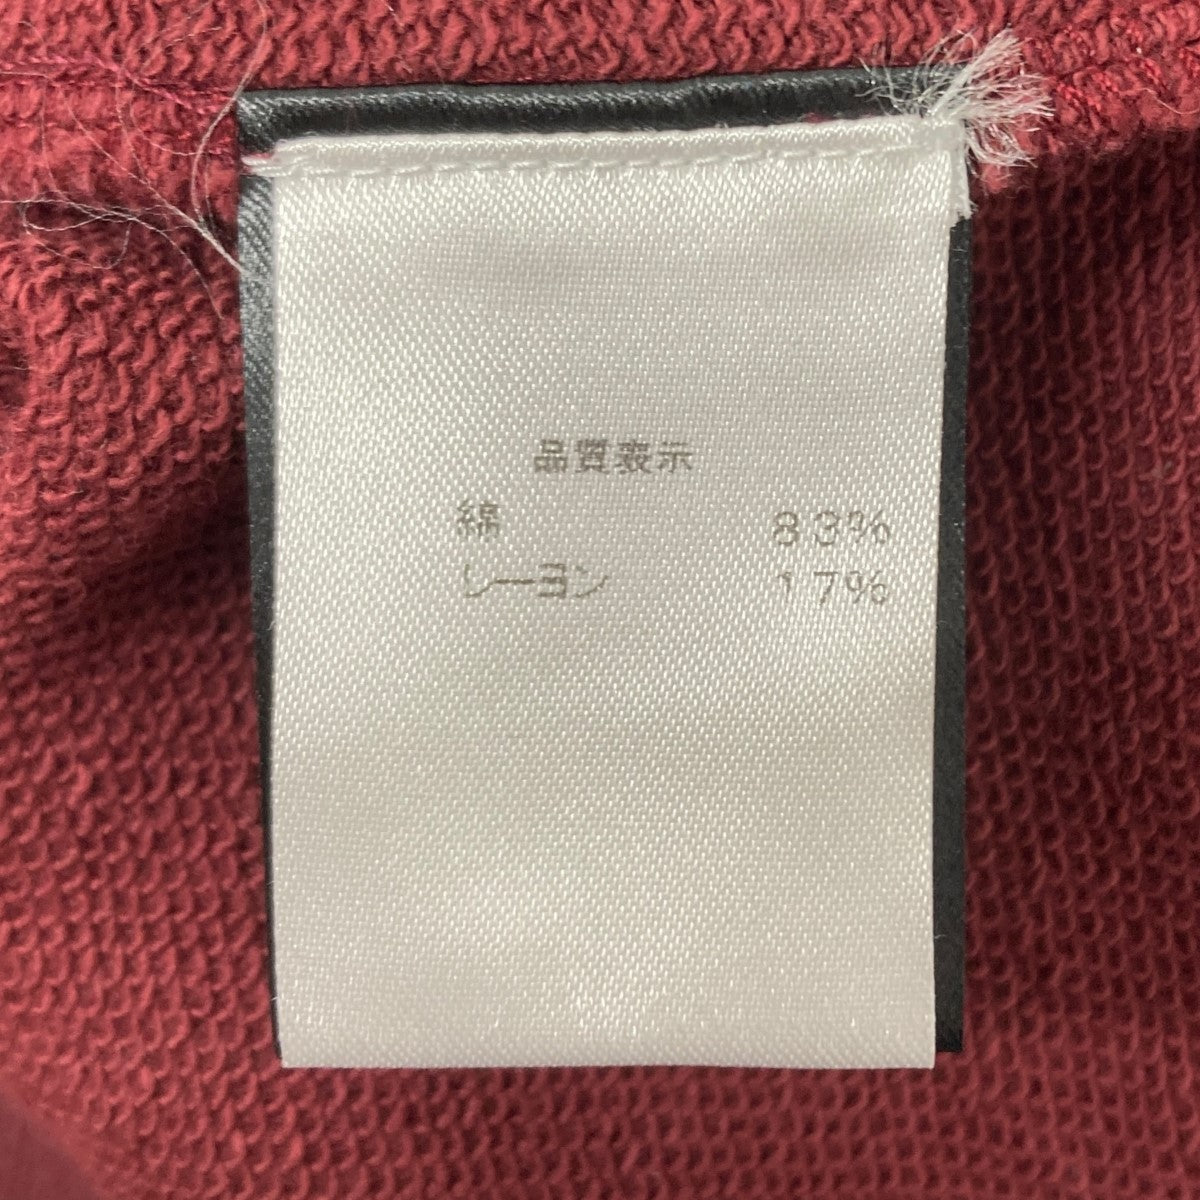 品質表示
綿 83%
レーヨン 17%